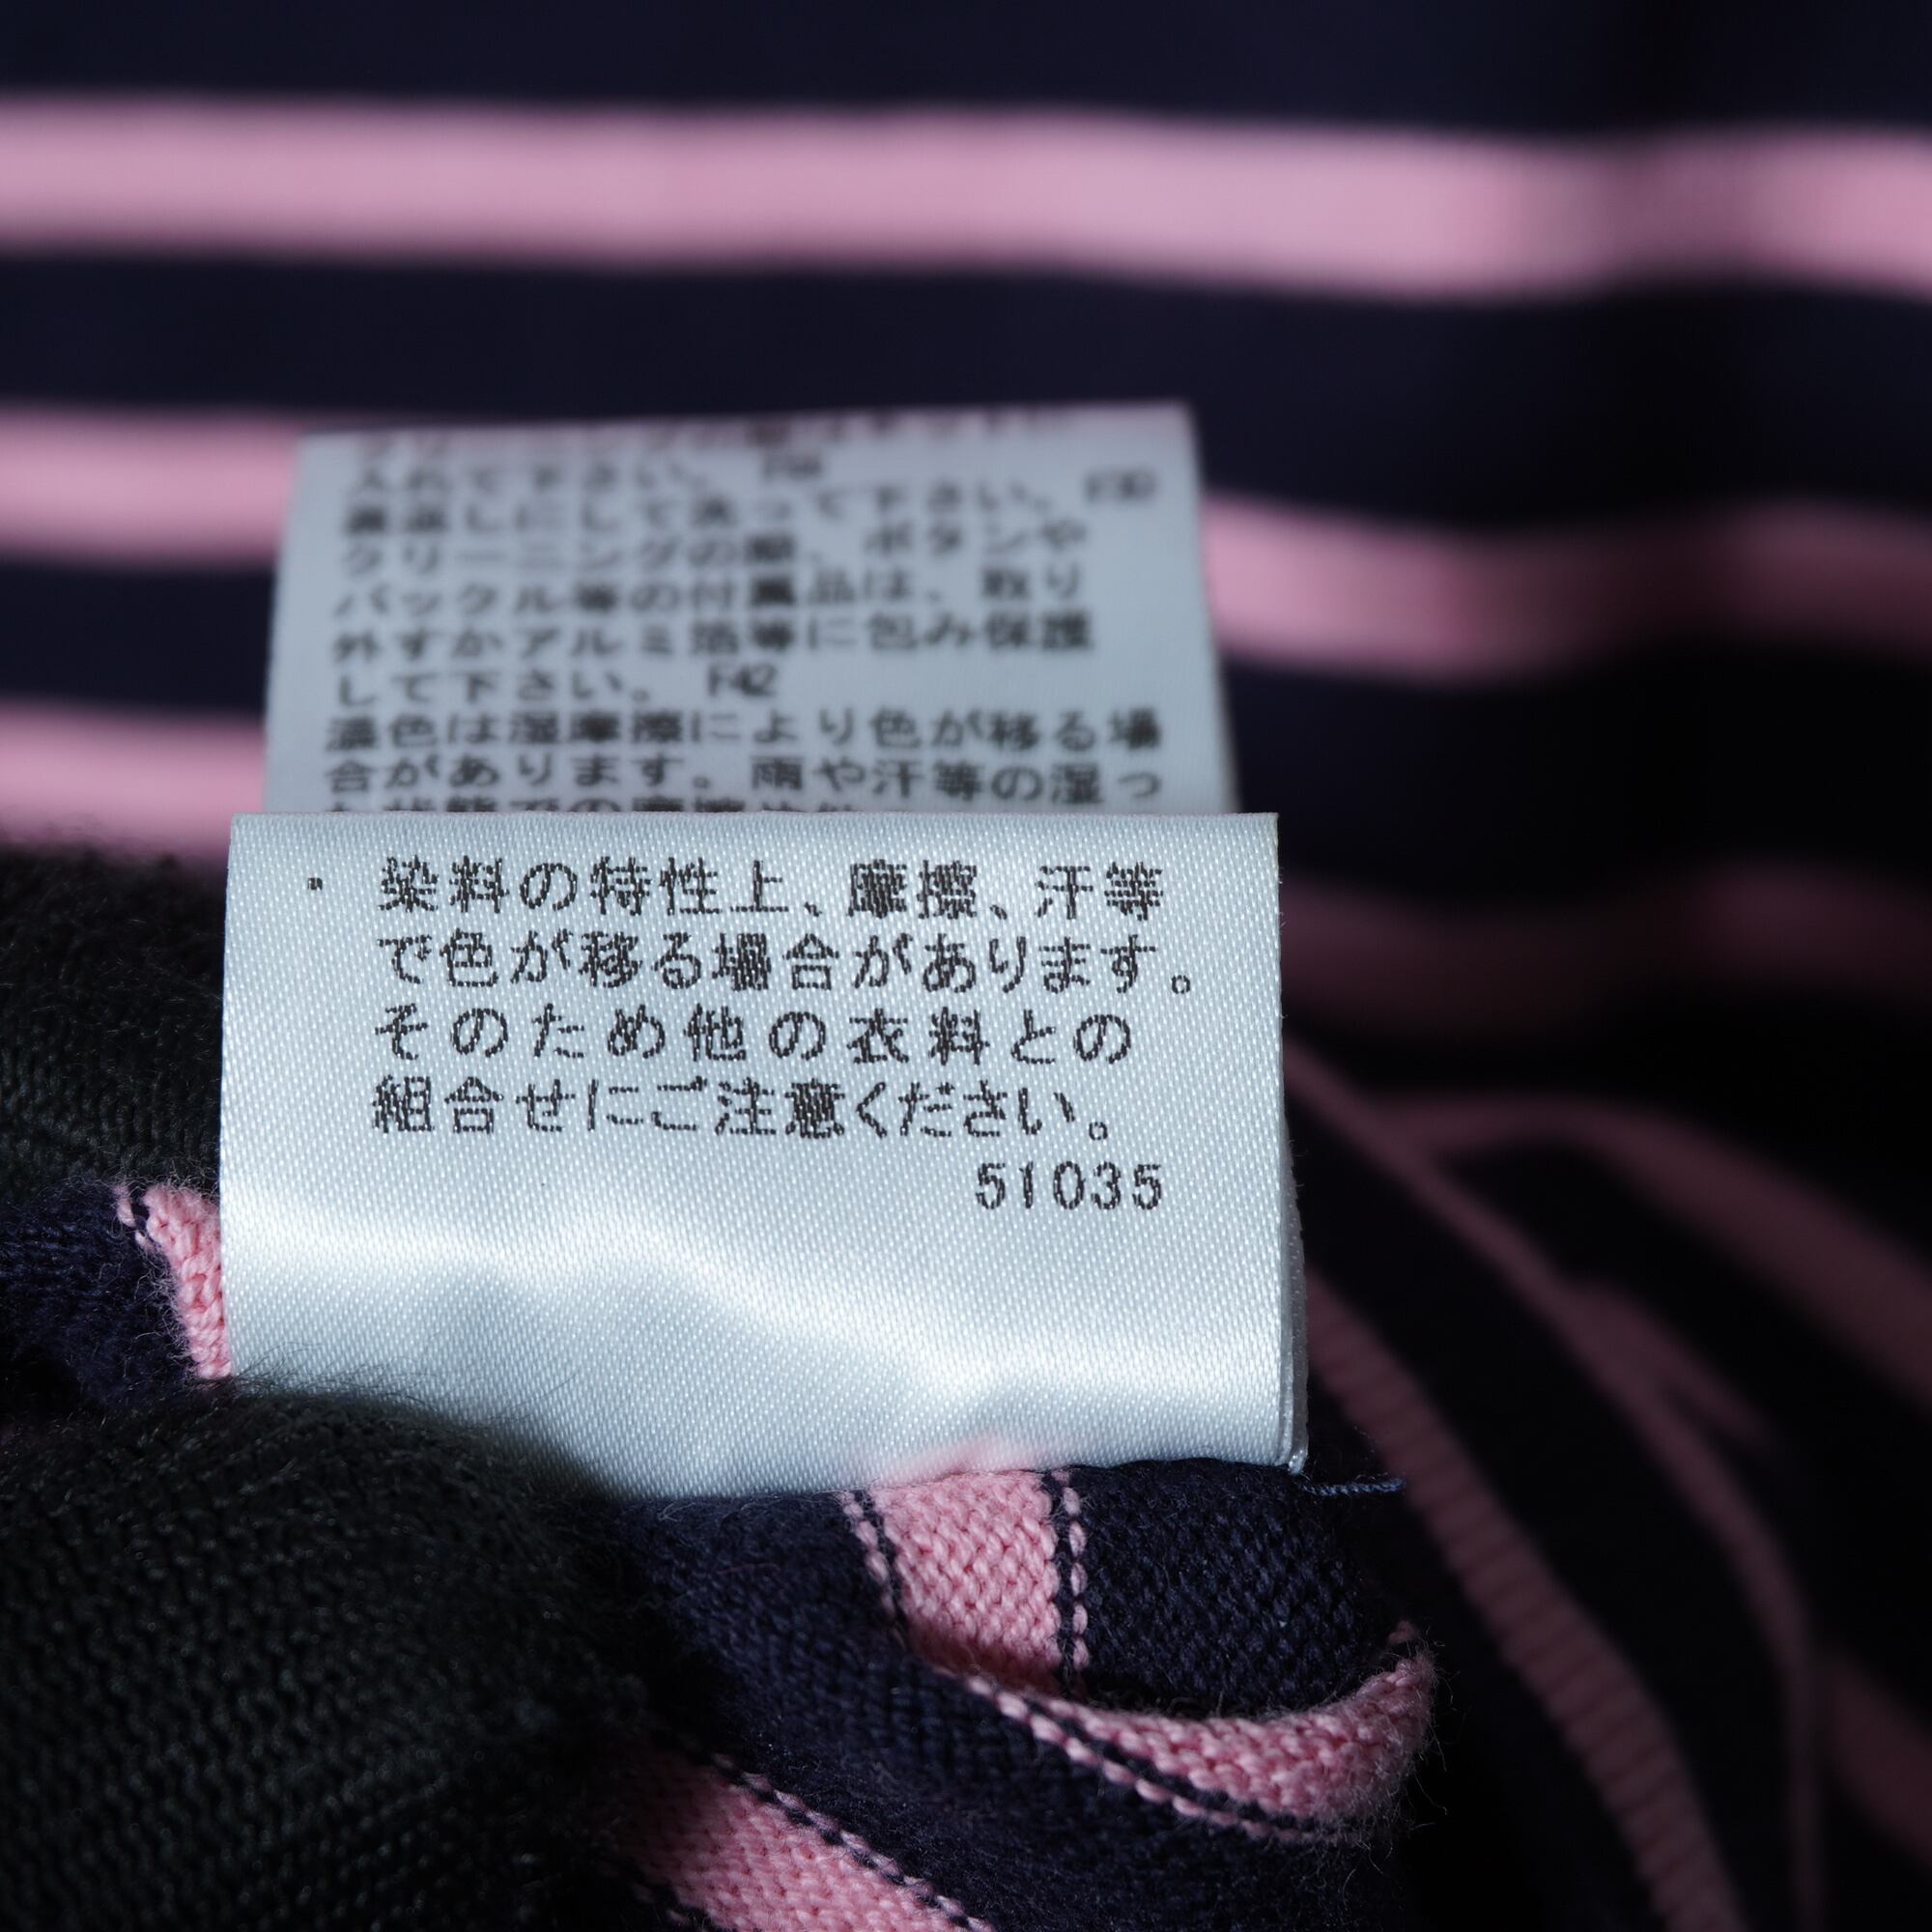 入れて下さい。
裏返しにして洗って下さい。
クリーニングの際、ボタンや
バックル等の付属品は、取り
外すかアルミ箔等に包み保護
して下さい。 F42
濃色は湿摩擦により色が移る場
合があります。雨や汗等の湿っ
・ 染料の特性上、摩擦、汗等
で色が移る場合があります。
そのため他の衣料との
組合せにご注意ください。
51035